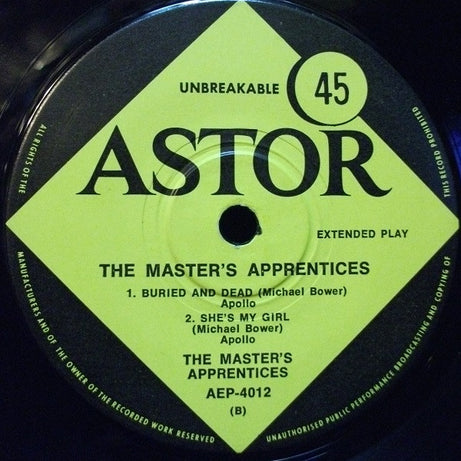 UNBREAKABLE
45
ASTOR
EXTENDED PLAY
THE MASTER'S APPRENTICES
1. BURIED AND DEAD (Michael Bower)
Apollo
2. SHE'S MY GIRL
(Michael Bower)
Apollo
THE MASTER'S
APPRENTICES
AEP-4012
(B)
ALL RIGHTS OF THE
MANUFACTURERS AND OF THE OWNER OF THE RECORDED WORK RESERVED
UNAUTHORISED PUBLIC PERFORMANCE BROADCASTING AND COPYING OF
THIS RECORD PROHIBITED